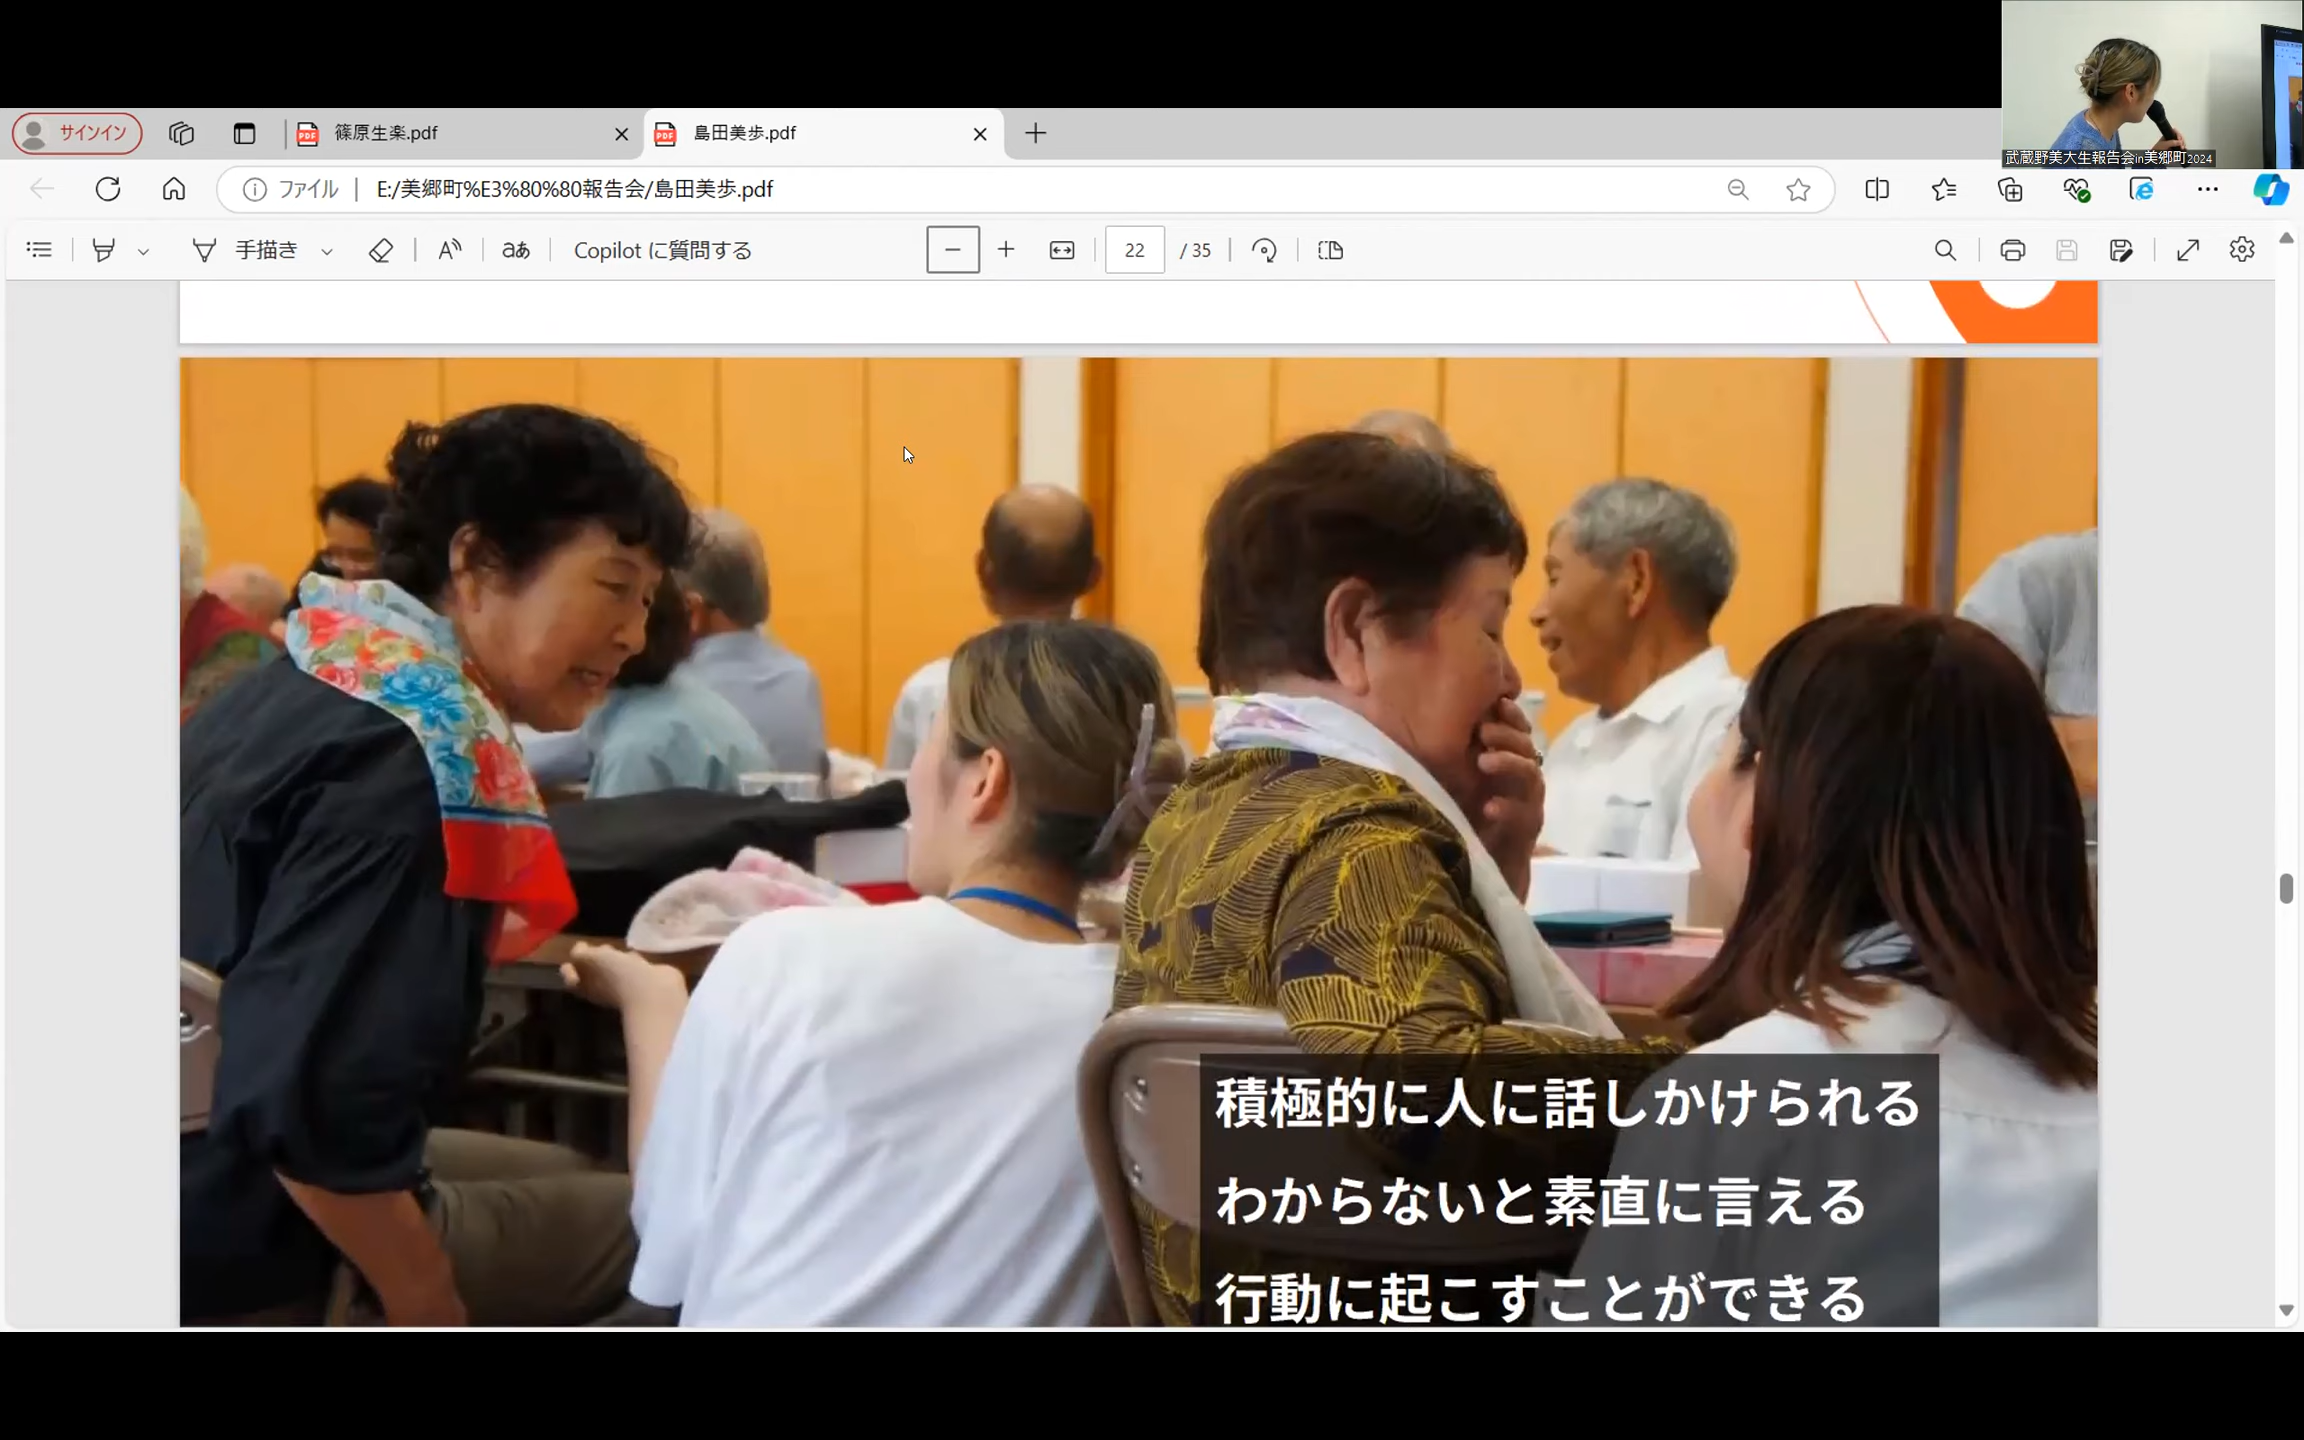 武蔵野美大生報告会in美郷町2024
サインイン
篠原生楽.pdf
島田美歩.pdf
ファイル
E:/美郷町%E3%80%80報告会/島田美歩.pdf
手描き
aあ
Copilot に質問する
22 / 35
積極的に人に話しかけられる
わからないと素直に言える
行動に起こすことができる